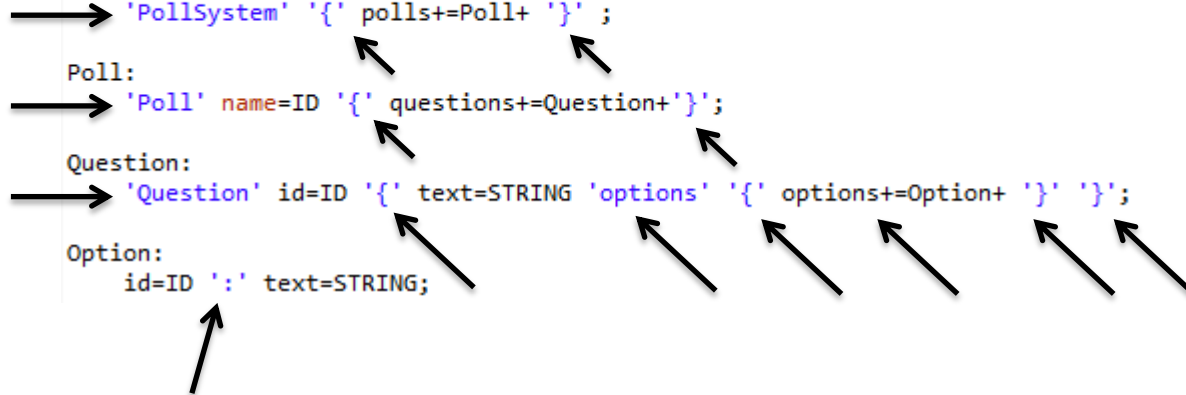 'PollSystem' '{' polls+=Poll+ '}' ;
Poll:
'Poll' name=ID '{' questions+=Question+'}';
Question:
'Question' id=ID '{' text=STRING 'options' '{' options+=Option+ '}' '}';
Option:
id=ID ':' text=STRING;